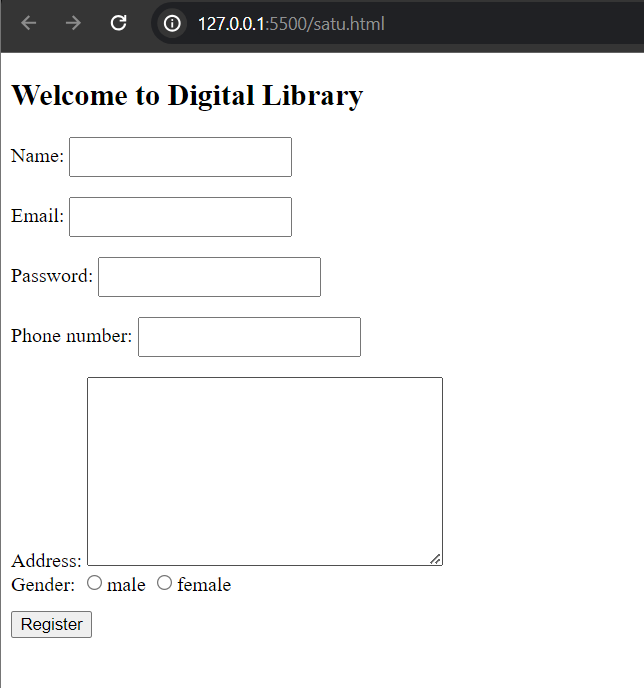 127.0.0.1:5500/satu.html
Welcome to Digital Library
Name:
Email:
Password:
Phone number:
Address:
Gender: male female
Register